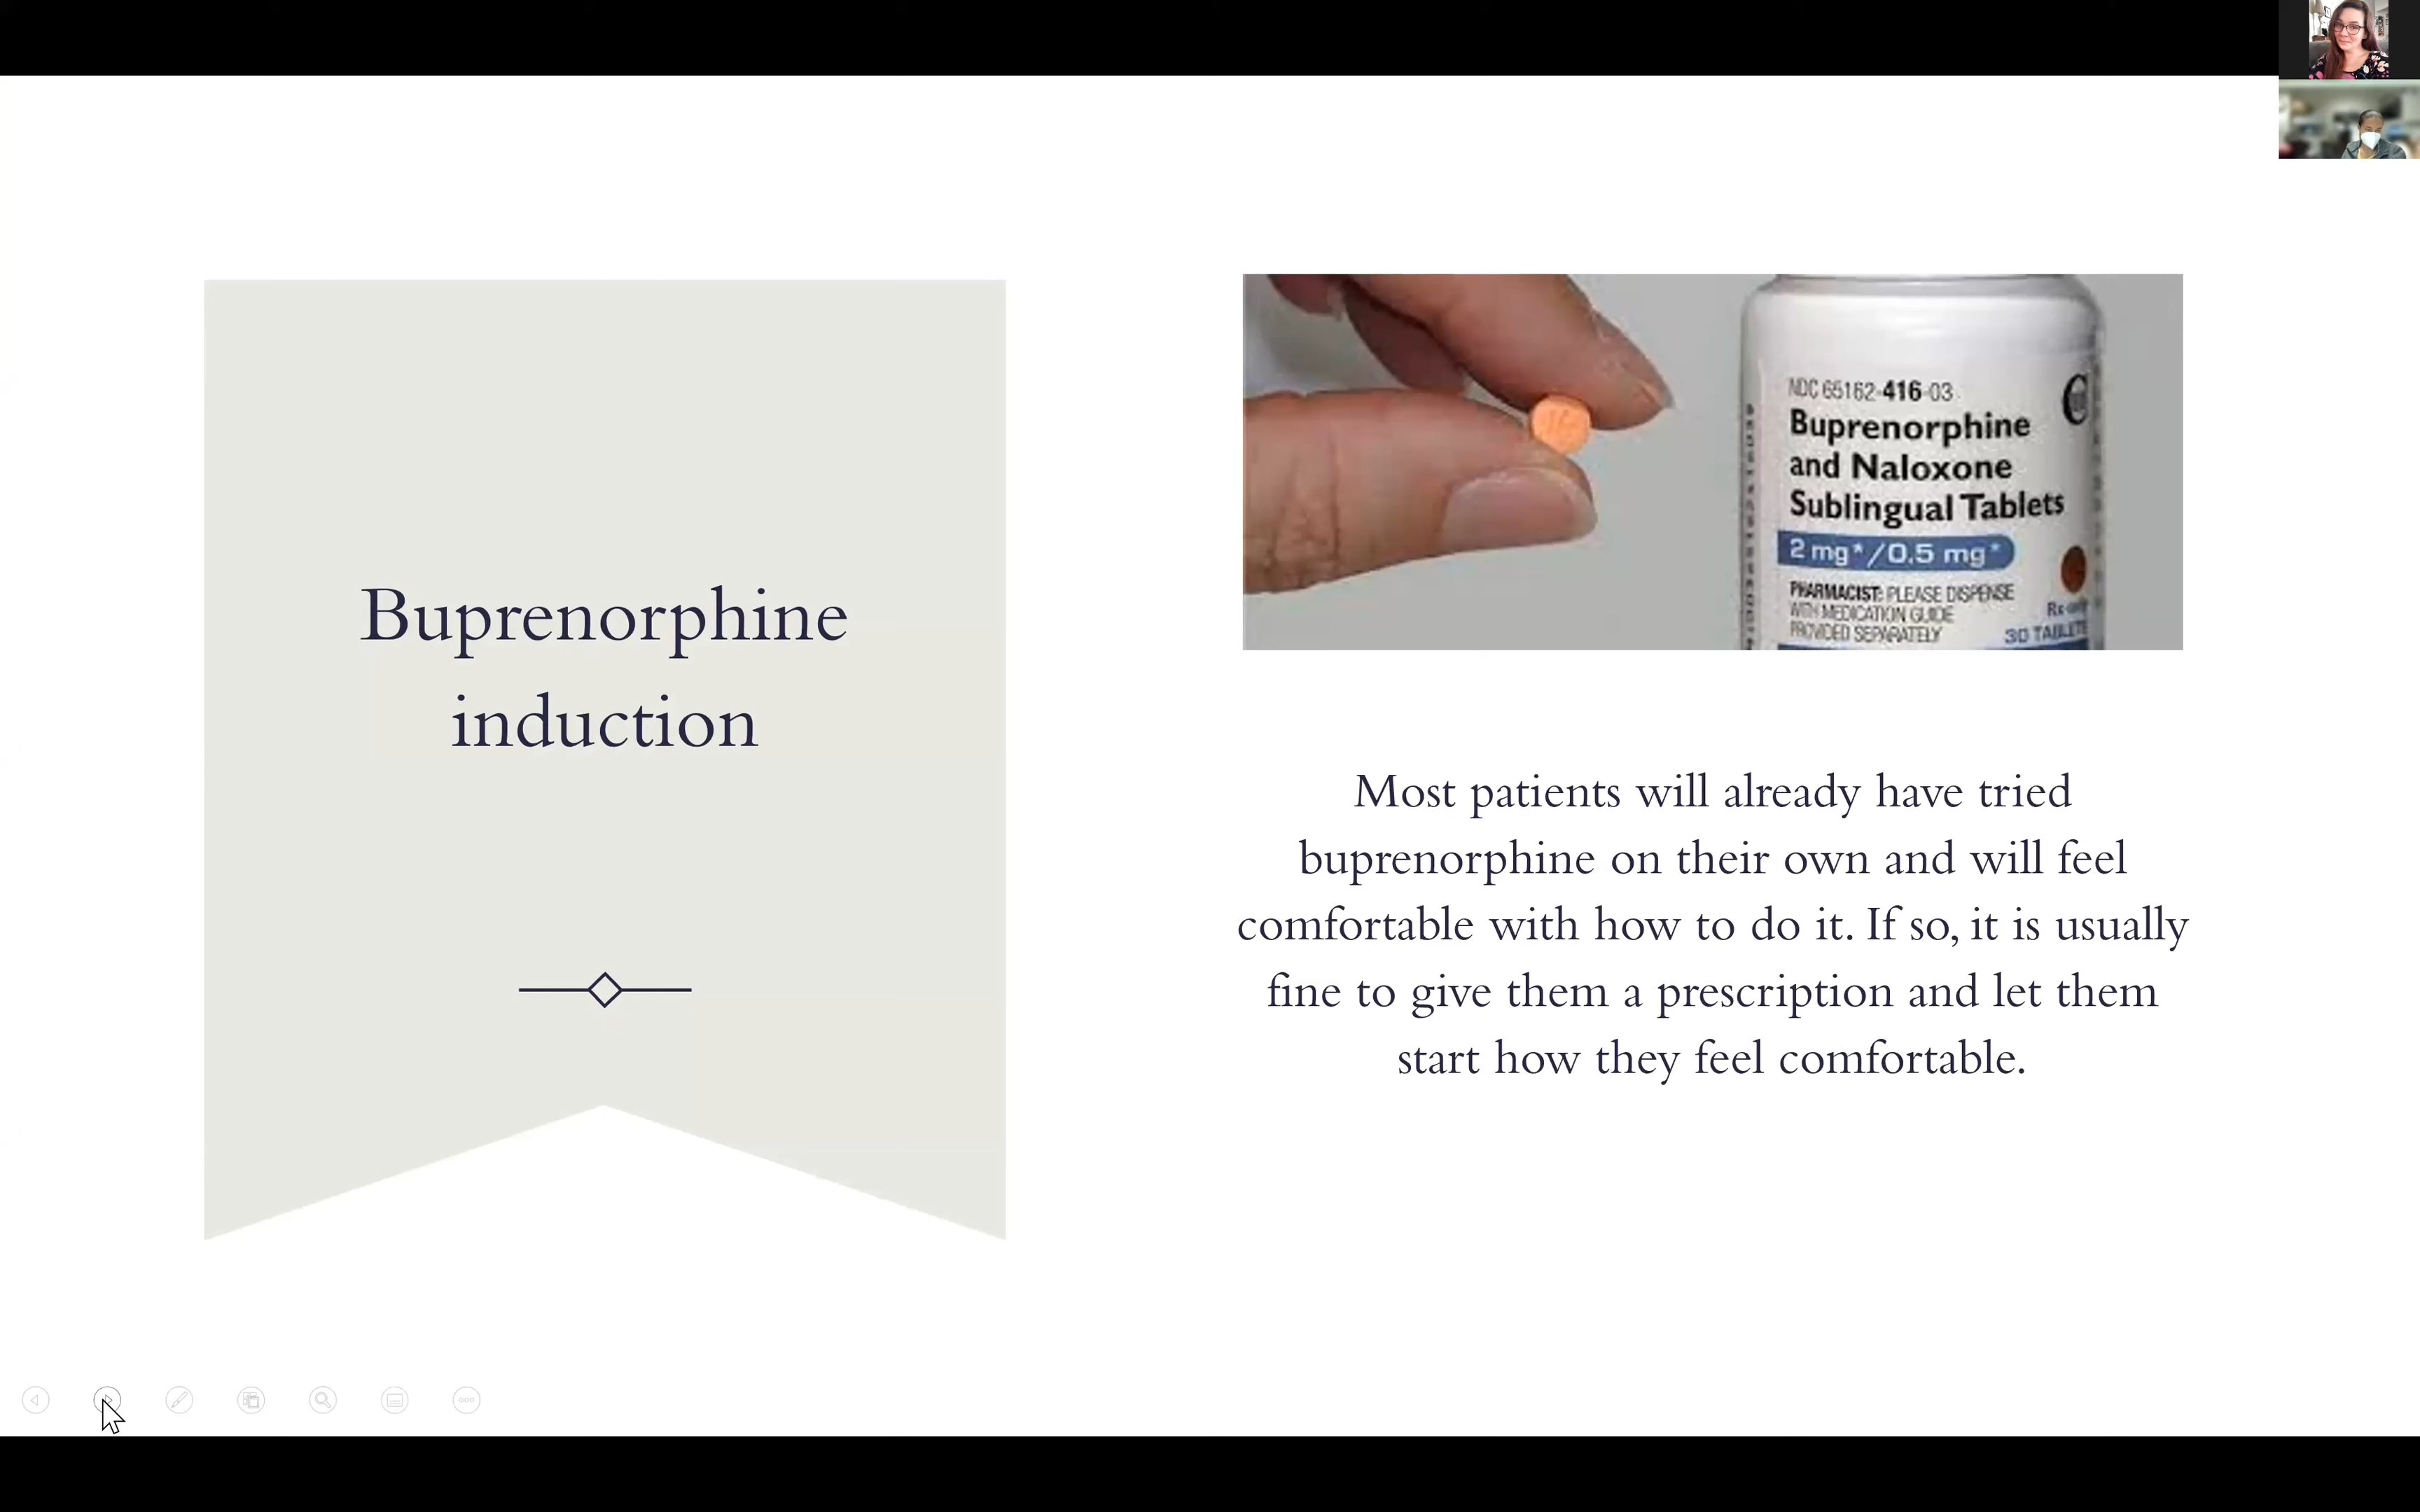 Buprenorphine
induction
NDC 65162-416-03
Buprenorphine
and Naloxone
Sublingual Tablets
2 mg*/0.5 mg*
PHARMACIST: PLEASE DISPENSE
WITH MEDICATION GUIDE
PROVIDED SEPARATELY
Rx only
30 TABLETS
Most patients will already have tried
buprenorphine on their own and will feel
comfortable with how to do it. If so, it is usually
fine to give them a prescription and let them
start how they feel comfortable.